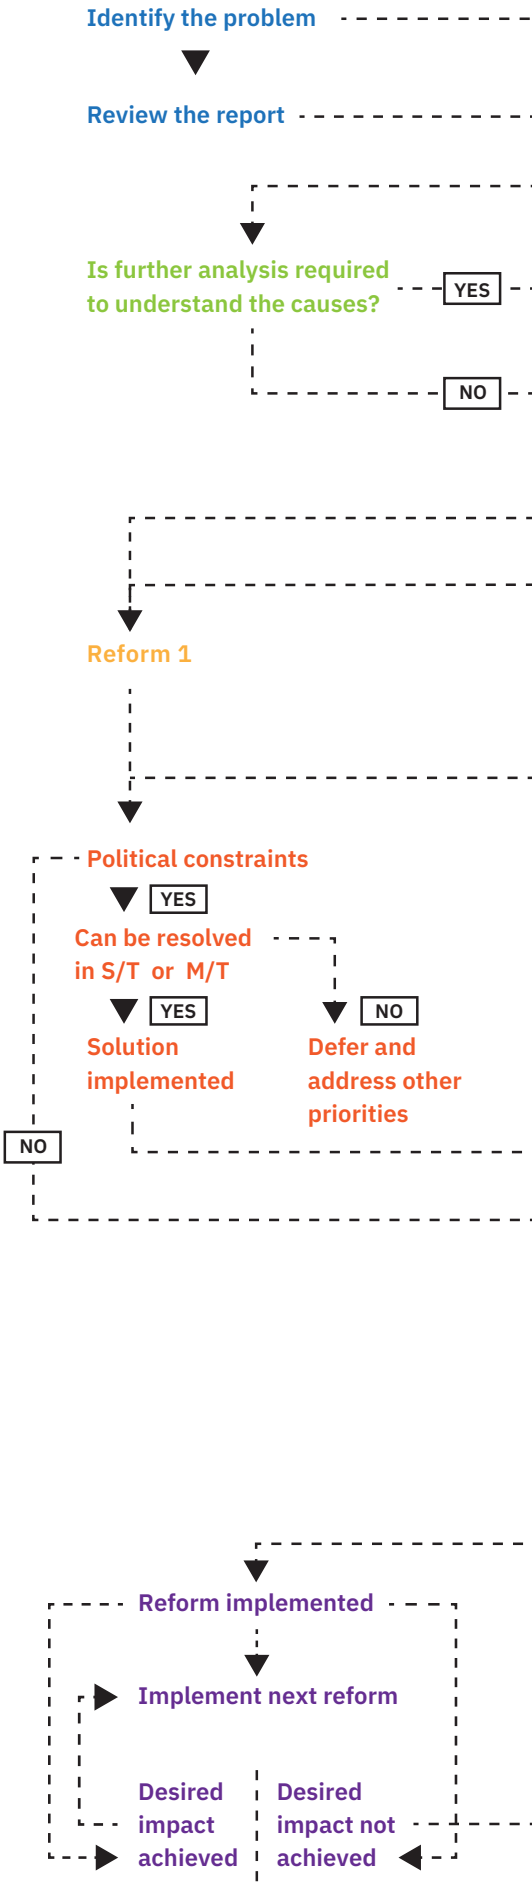 Identify the problem
Review the report
Is further analysis required
to understand the causes?
YES
NO
Reform 1
Political constraints
YES
Can be resolved
in S/T or M/T
YES
NO
Solution
implemented
Defer and
address other
priorities
NO
Reform implemented
Implement next reform
Desired
impact
achieved
Desired
impact not
achieved